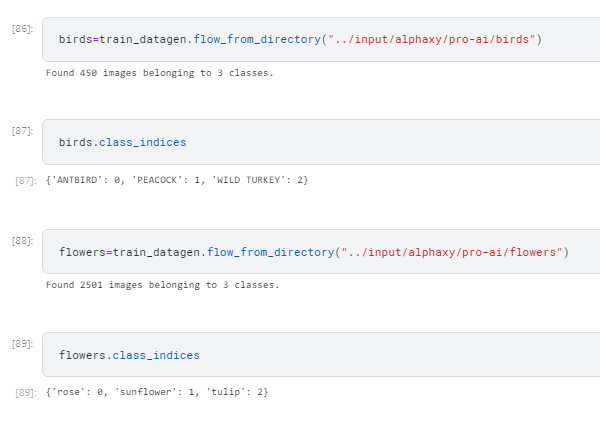 [86]:
birds=train_datagen.flow_from_directory("../input/alphaxy/pro-ai/birds")
Found 450 images belonging to 3 classes.
[87]:
birds.class_indices
[87]:
{'ANTBIRD': 0, 'PEACOCK': 1, 'WILD TURKEY': 2}
[88]:
flowers=train_datagen.flow_from_directory("../input/alphaxy/pro-ai/flowers")
Found 2501 images belonging to 3 classes.
[89]:
flowers.class_indices
[89]:
{'rose': 0, 'sunflower': 1, 'tulip': 2}